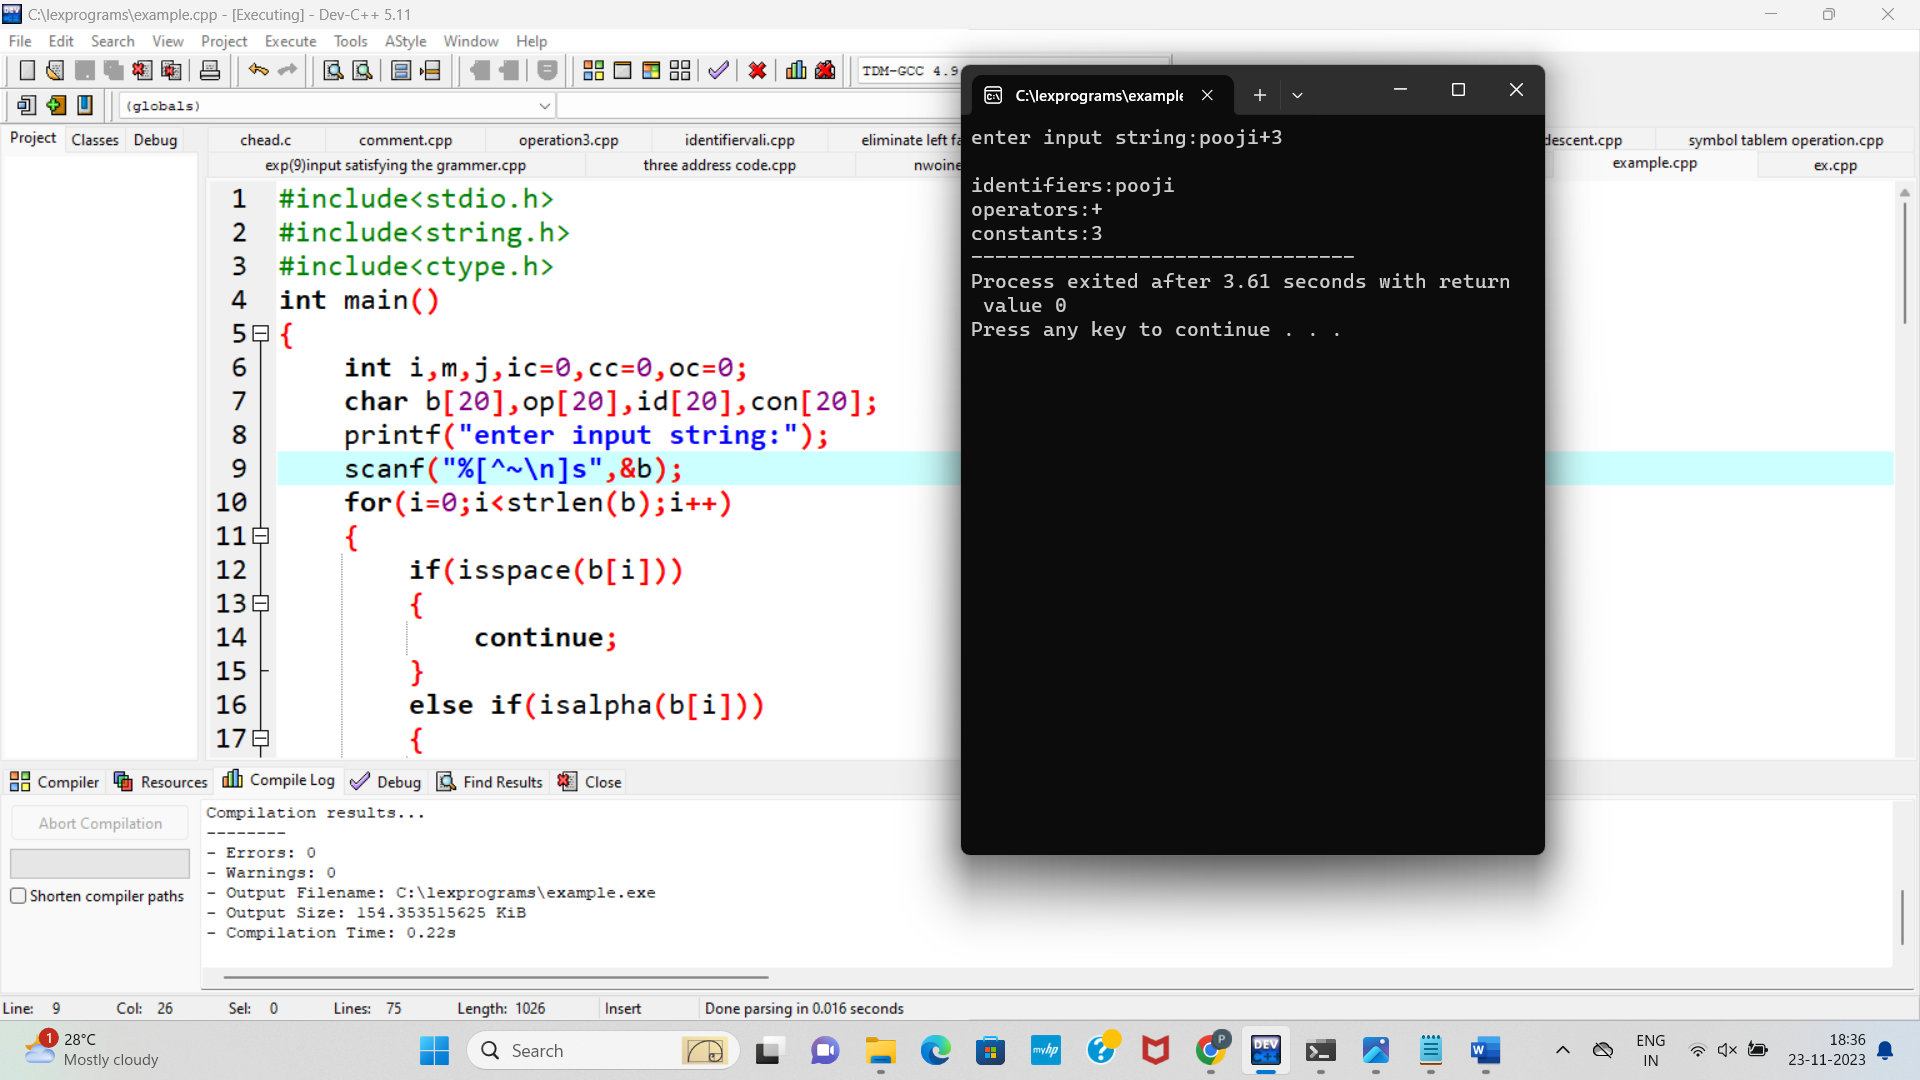 C:\lexprograms\example.cpp - [Executing] - Dev-C++ 5.11
File Edit Search View Project Execute Tools AStyle Window Help
TDM-GCC 4.9
(globals)
Project Classes Debug
chead.c comment.cpp operation3.cpp identifiervali.cpp eliminate left fa descent.cpp symbol tablem operation.cpp
exp(9)input satisfying the grammer.cpp three address code.cpp nwoine example.cpp ex.cpp
1 #include<stdio.h>
2 #include<string.h>
3 #include<ctype.h>
4 int main()
5 {
6 int i,m,j,ic=0,cc=0,oc=0;
7 char b[20],op[20],id[20],con[20];
8 printf("enter input string:");
9 scanf("%[^~\n]s",&b);
10 for(i=0;i<strlen(b);i++)
11 {
12 if(isspace(b[i]))
13 {
14 continue;
15 }
16 else if(isalpha(b[i]))
17 {
C:\lexprograms\example
enter input string:pooji+3
identifiers:pooji
operators:+
constants:3
--------------------------------
Process exited after 3.61 seconds with return
value 0
Press any key to continue . . .
Compiler Resources Compile Log Debug Find Results Close
Abort Compilation
Shorten compiler paths
Compilation results...
--------
- Errors: 0
- Warnings: 0
- Output Filename: C:\lexprograms\example.exe
- Output Size: 154.353515625 KiB
- Compilation Time: 0.22s
Line: 9 Col: 26 Sel: 0 Lines: 75 Length: 1026 Insert Done parsing in 0.016 seconds
1
28°C
Mostly cloudy
Search
myhp
P
DEV
C++
W
ENG
IN
18:36
23-11-2023